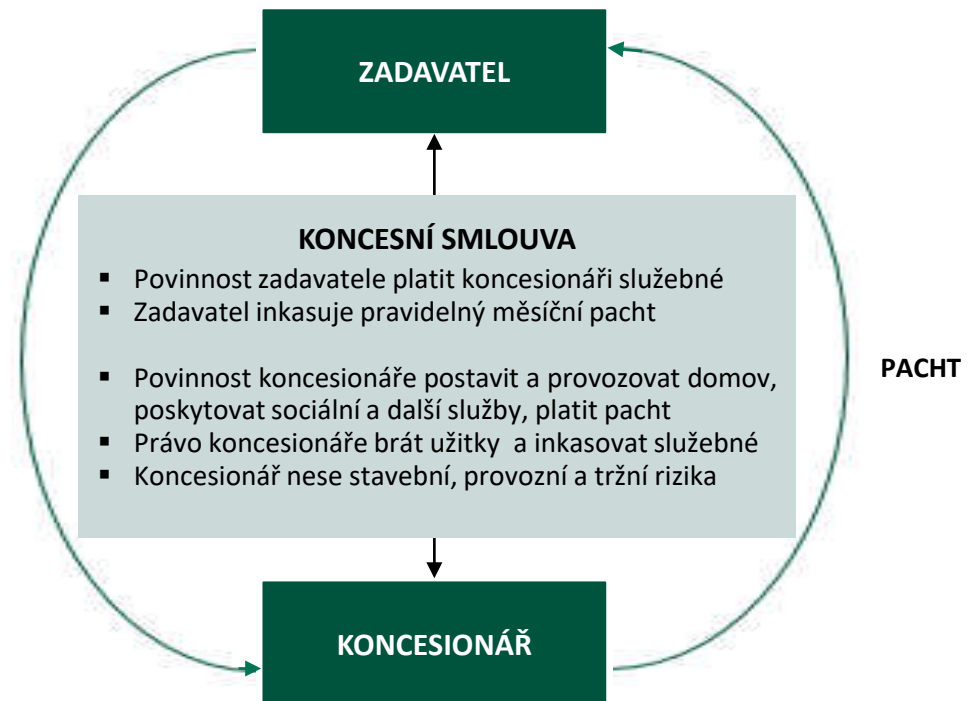 ZADAVATEL
KONCESNÍ SMLOUVA
▪ Povinnost zadavatele platit koncesionáři služebné
▪ Zadavatel inkasuje pravidelný měsíční pacht
▪ Povinnost koncesionáře postavit a provozovat domov,
poskytovat sociální a další služby, platit pacht
▪ Právo koncesionáře brát užitky a inkasovat služebné
▪ Koncesionář nese stavební, provozní a tržní rizika
PACHT
KONCESIONÁŘ